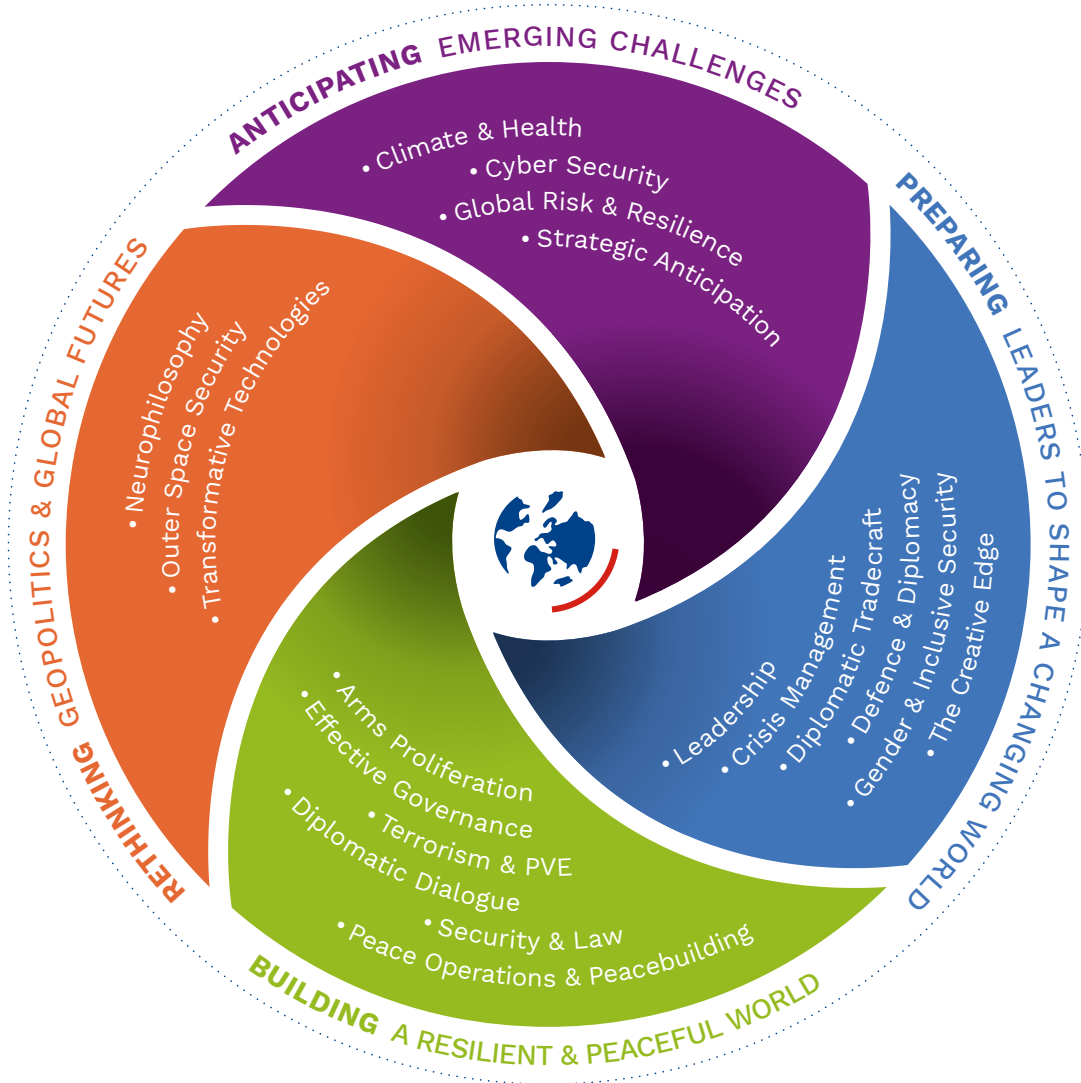 ANTICIPATING EMERGING CHALLENGES
• Climate & Health
• Cyber Security
• Global Risk & Resilience
• Strategic Anticipation
PREPARING LEADERS TO SHAPE A CHANGING WORLD
• Leadership
• Crisis Management
• Diplomatic Tradecraft
• Defence & Diplomacy
• Gender & Inclusive Security
• The Creative Edge
BUILDING A RESILIENT & PEACEFUL WORLD
• Arms Proliferation
• Effective Governance
• Terrorism & PVE
• Diplomatic Dialogue
• Security & Law
• Peace Operations & Peacebuilding
RETHINKING GEOPOLITICS & GLOBAL FUTURES
• Neurophilosophy
• Outer Space Security
• Transformative Technologies